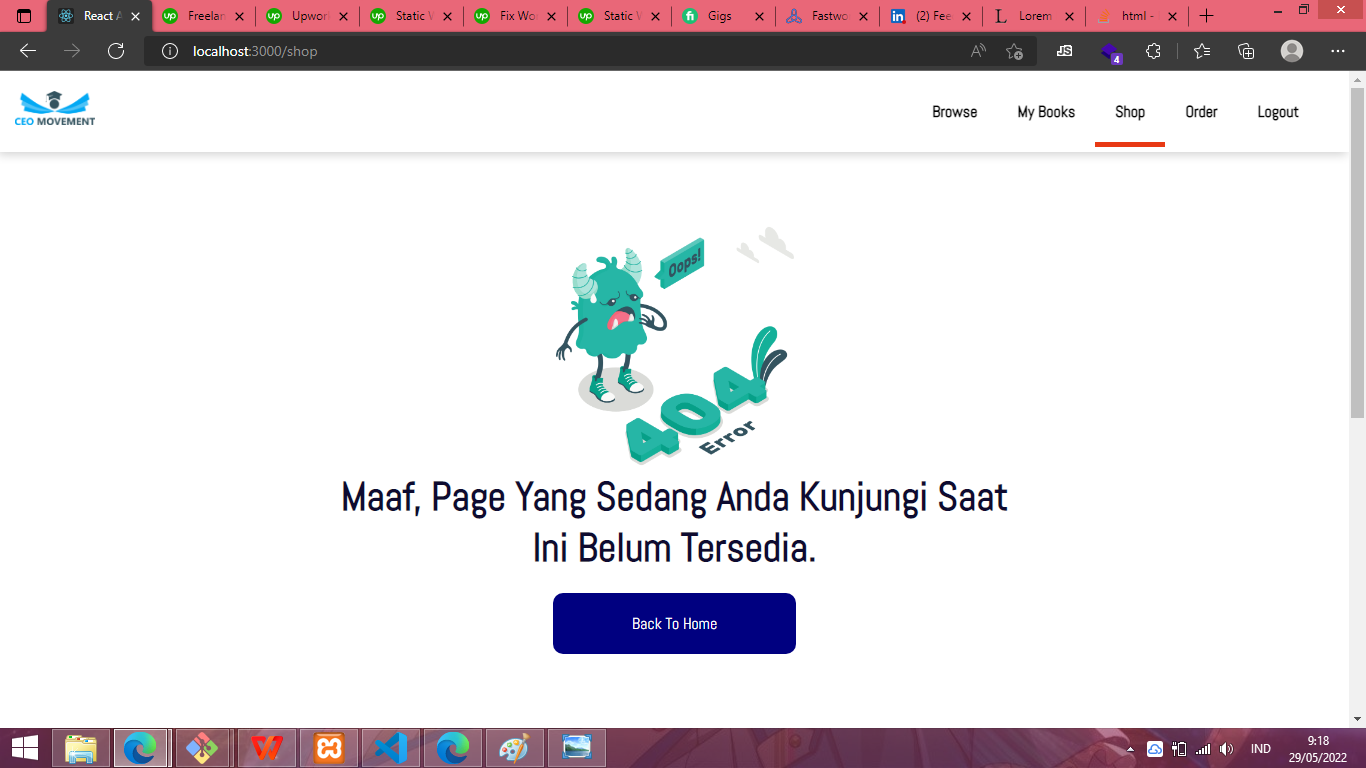 React A
Freelan
Upwor
Static W
Fix Wo
Static W
Gigs
Fastwo
(2) Fee
Lorem
html -
localhost:3000/shop
4
CEO MOVEMENT
Browse
My Books
Shop
Order
Logout
Oops!
404
Error
Maaf, Page Yang Sedang Anda Kunjungi Saat
Ini Belum Tersedia.
Back To Home
IND
9:18
29/05/2022